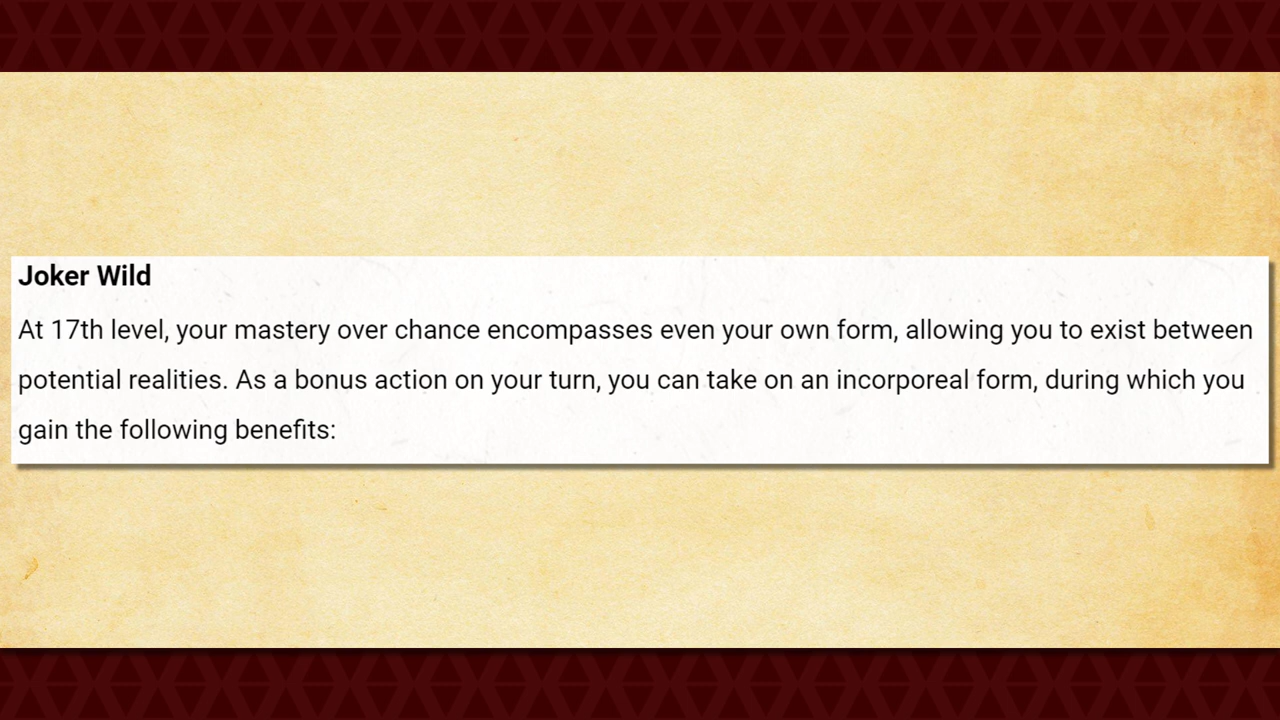 Joker Wild
At 17th level, your mastery over chance encompasses even your own form, allowing you to exist between
potential realities. As a bonus action on your turn, you can take on an incorporeal form, during which you
gain the following benefits: